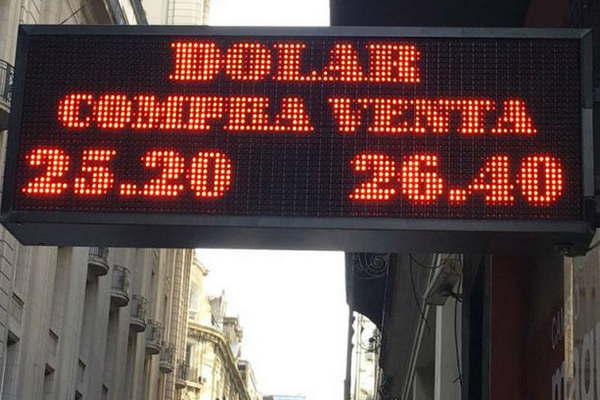 DOLAR
COMPRA VENTA
25.20 26.40